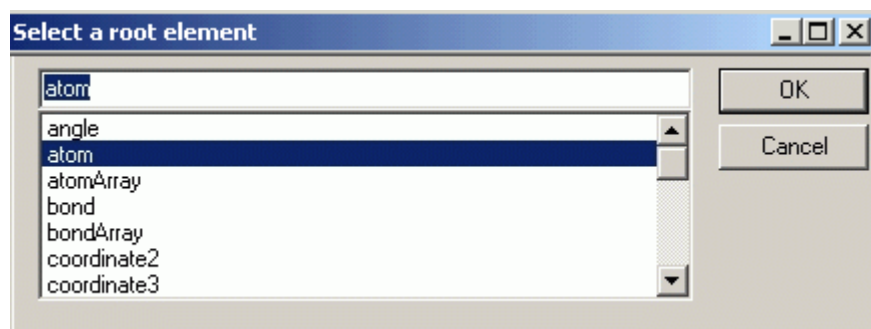 Select a root element
atom
OK
angle
Cancel
atom
atomArray
bond
bondArray
coordinate2
coordinate3